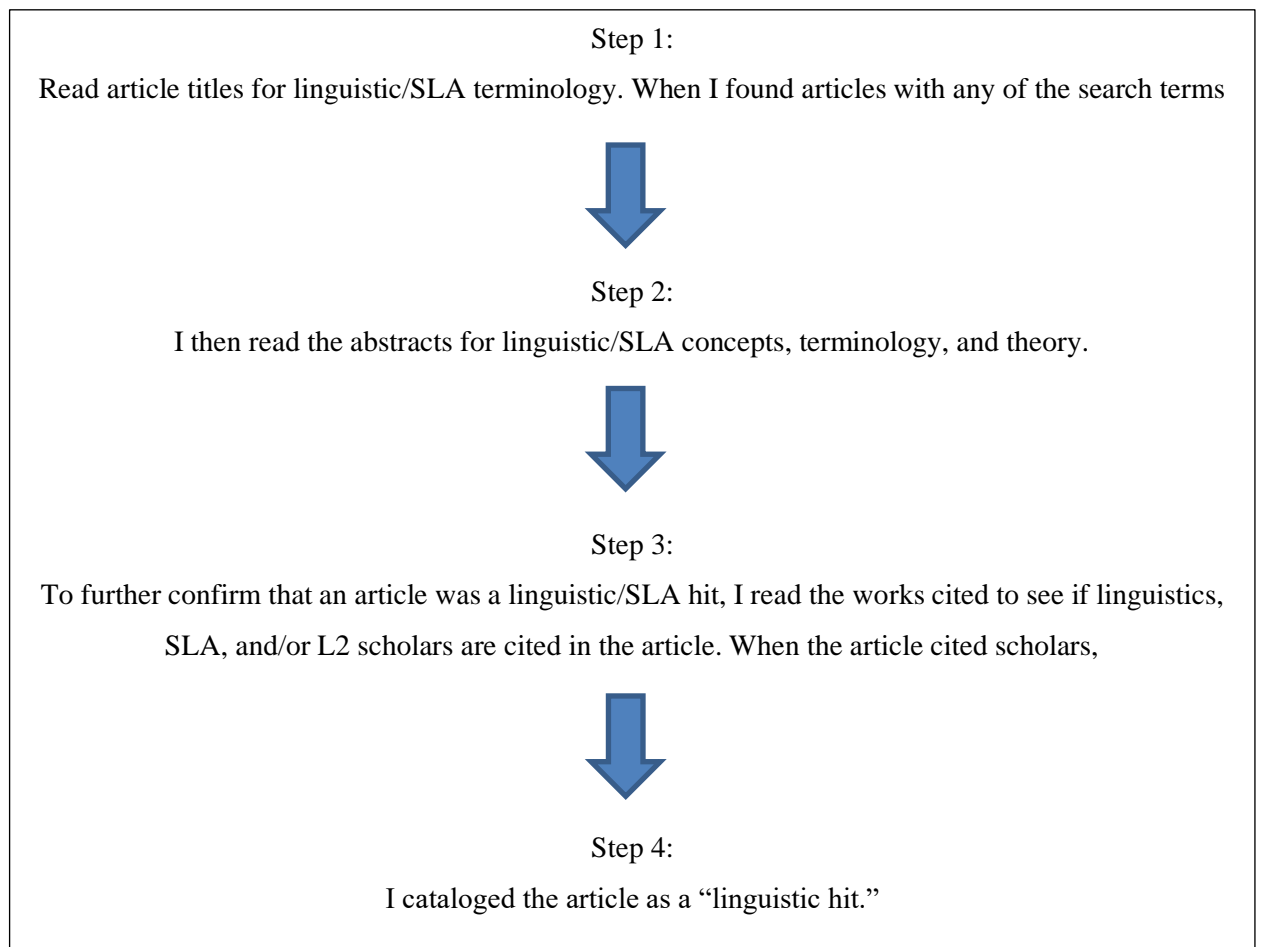 Step 1:
Read article titles for linguistic/SLA terminology. When I found articles with any of the search terms
Step 2:
I then read the abstracts for linguistic/SLA concepts, terminology, and theory.
Step 3:
To further confirm that an article was a linguistic/SLA hit, I read the works cited to see if linguistics,
SLA, and/or L2 scholars are cited in the article. When the article cited scholars,
Step 4:
I cataloged the article as a “linguistic hit.”